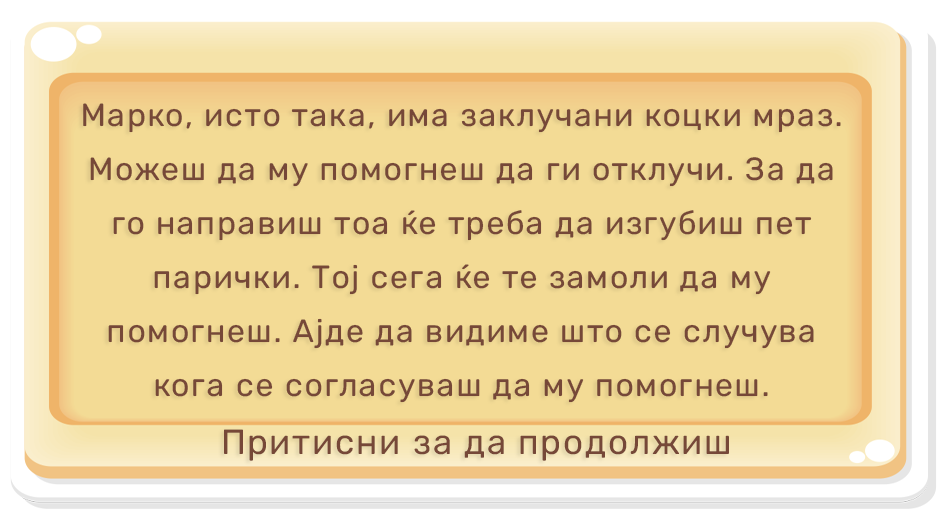 Марко, исто така, има заклучани коцки мраз.
Можеш да му помогнеш да ги отклучи. За да
го направиш тоа ќе треба да изгубиш пет
парички. Тој сега ќе те замоли да му
помогнеш. Ајде да видиме што се случува
кога се согласуваш да му помогнеш.
Притисни за да продолжиш